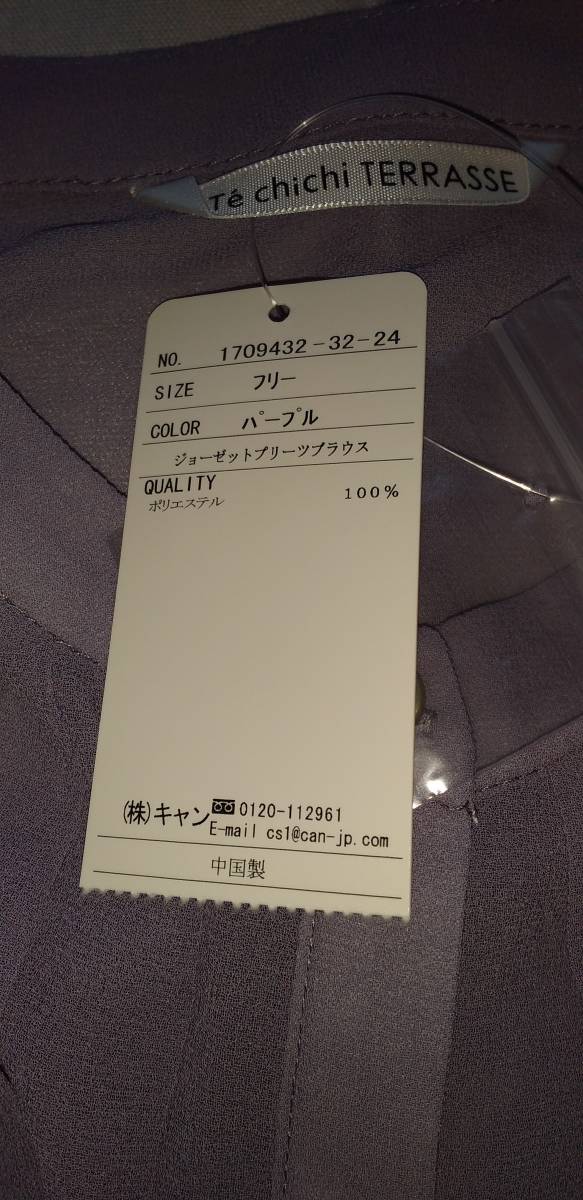 Té chichi TERRASSE
NO. 1709432-32-24
SIZE フリー
COLOR パープル
ジョーゼットプリーツブラウス
QUALITY
ポリエステル 100%
(株)キャン 0120-112961
E-mail cs1@can-jp.com
中国製